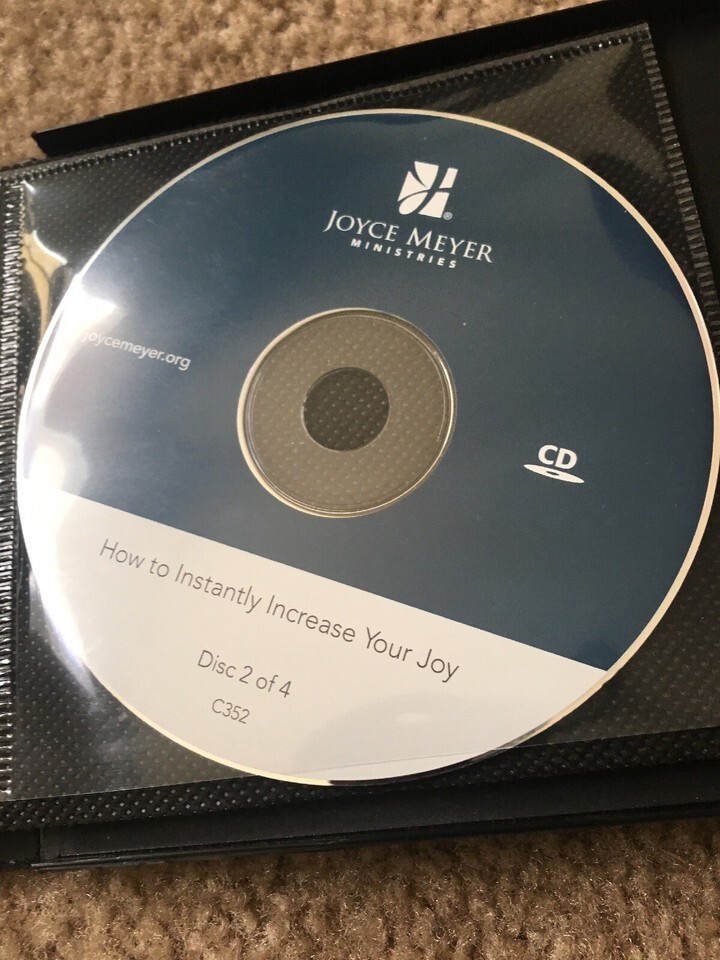 JOYCE MEYER
MINISTRIES
®
joycemeyer.org
CD
How to Instantly Increase Your Joy
Disc 2 of 4
C352